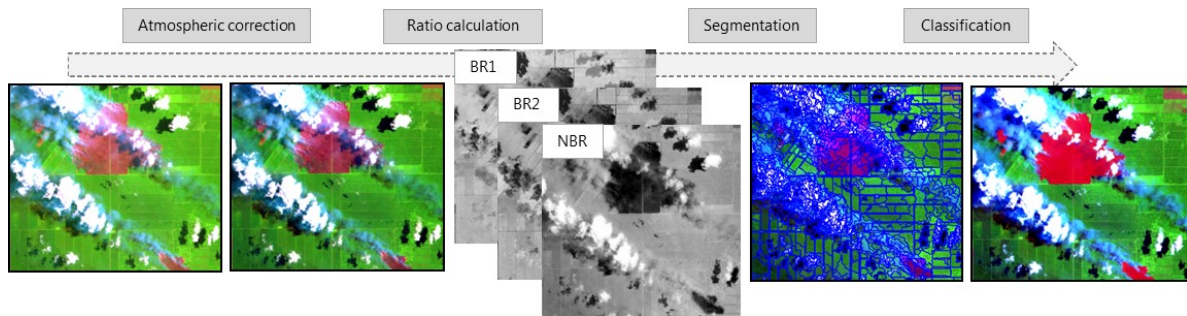 Atmospheric correction
Ratio calculation
Segmentation
Classification
BR1
BR2
NBR